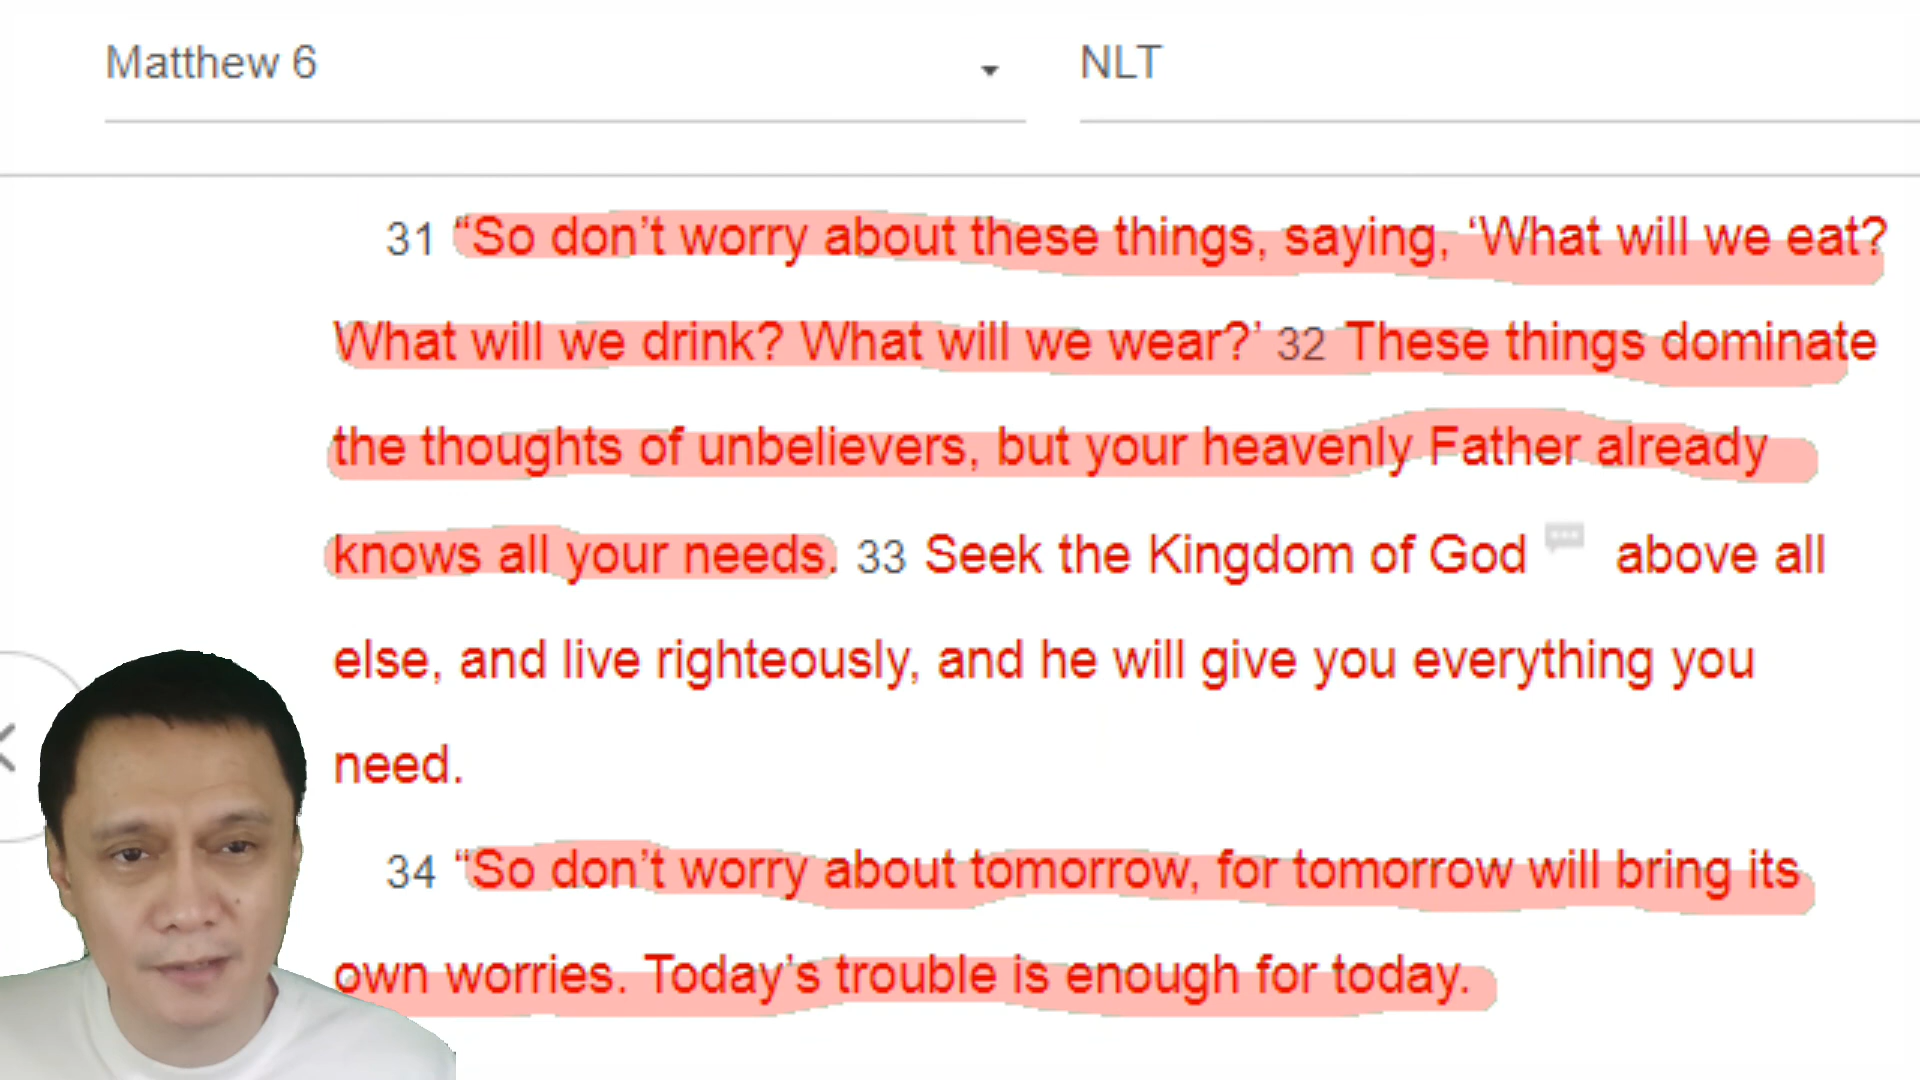 Matthew 6
NLT
31 “So don’t worry about these things, saying, ‘What will we eat?
What will we drink? What will we wear?’ 32 These things dominate
the thoughts of unbelievers, but your heavenly Father already
knows all your needs. 33 Seek the Kingdom of God above all
else, and live righteously, and he will give you everything you
need.
34 “So don’t worry about tomorrow, for tomorrow will bring its
own worries. Today’s trouble is enough for today.